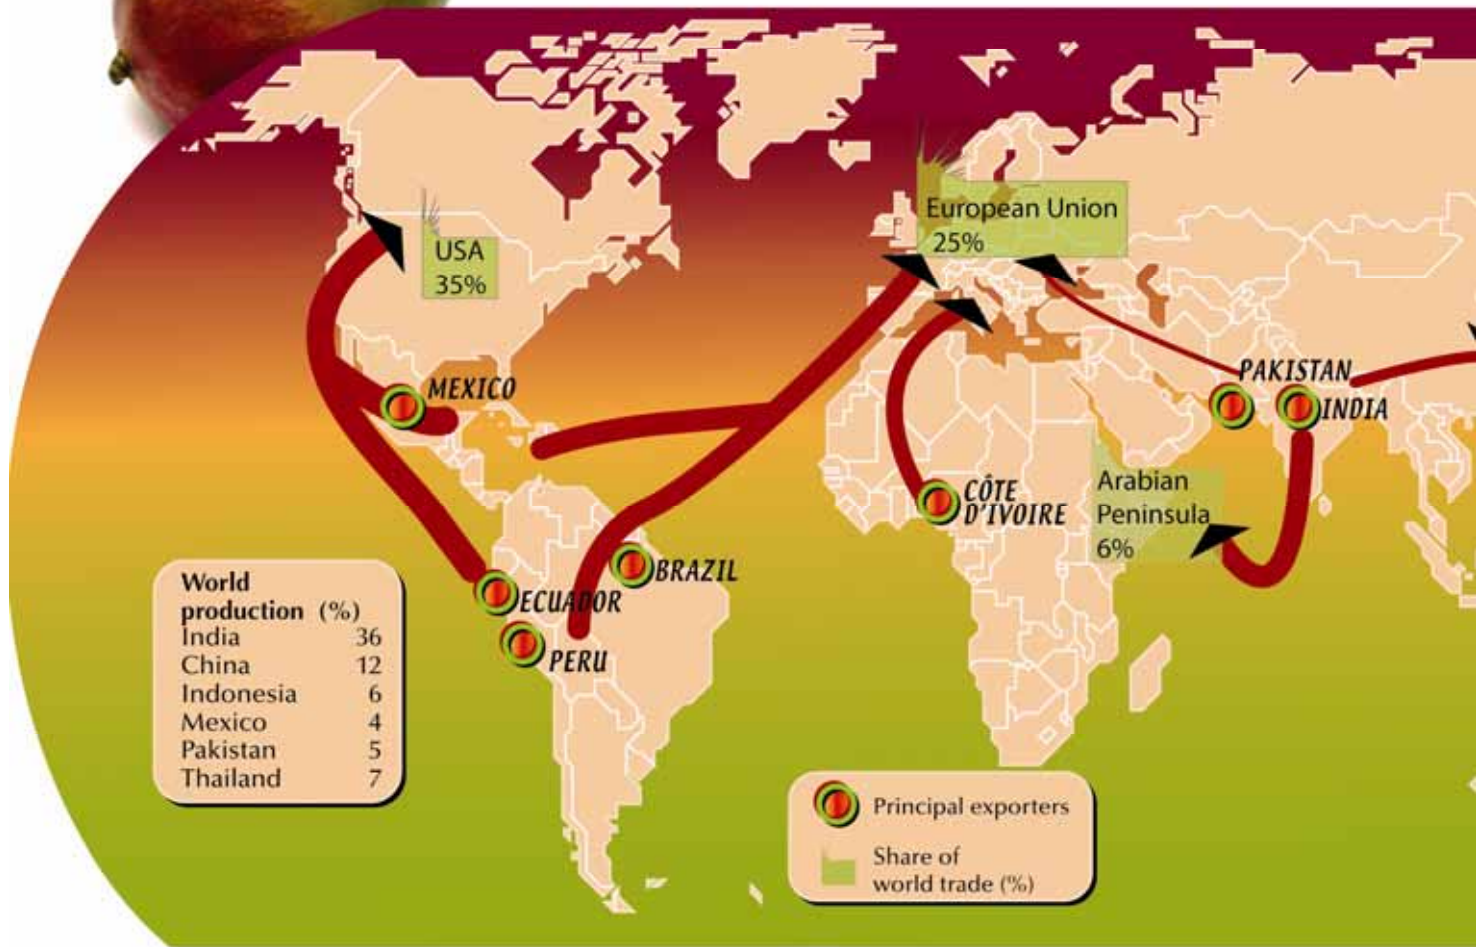 USA
35%
European Union
25%
MEXICO
PAKISTAN
INDIA
CÔTE
D'IVOIRE
Arabian
Peninsula
6%
BRAZIL
ECUADOR
PERU
World
production (%)
India 36
China 12
Indonesia 6
Mexico 4
Pakistan 5
Thailand 7
Principal exporters
Share of
world trade (%)